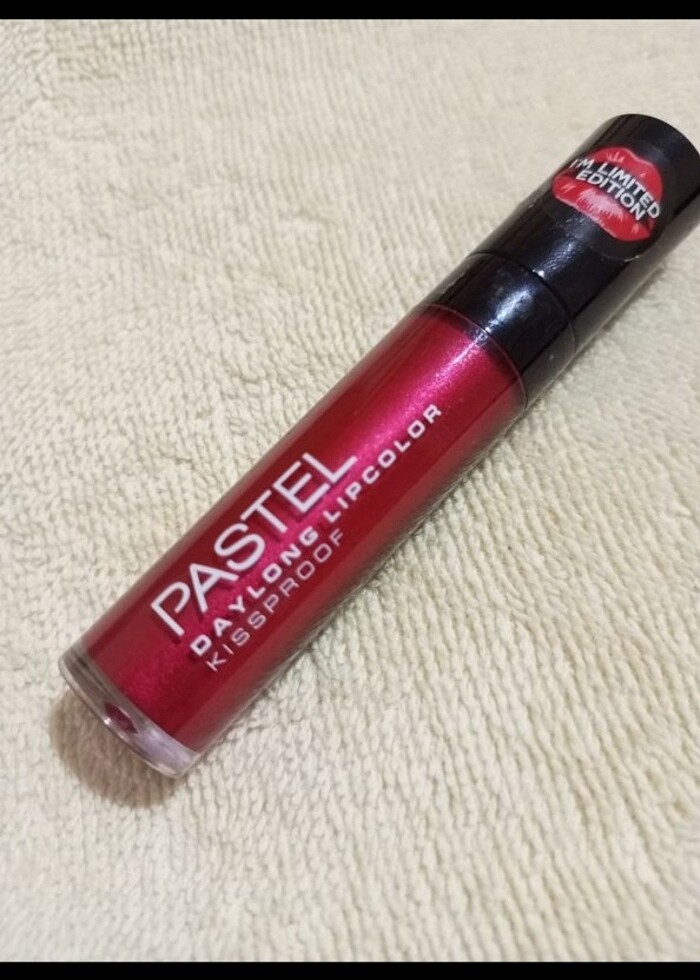 I'M LIMITED
EDITION
PASTEL
DAYLONG LIPCOLOR
KISSPROOF